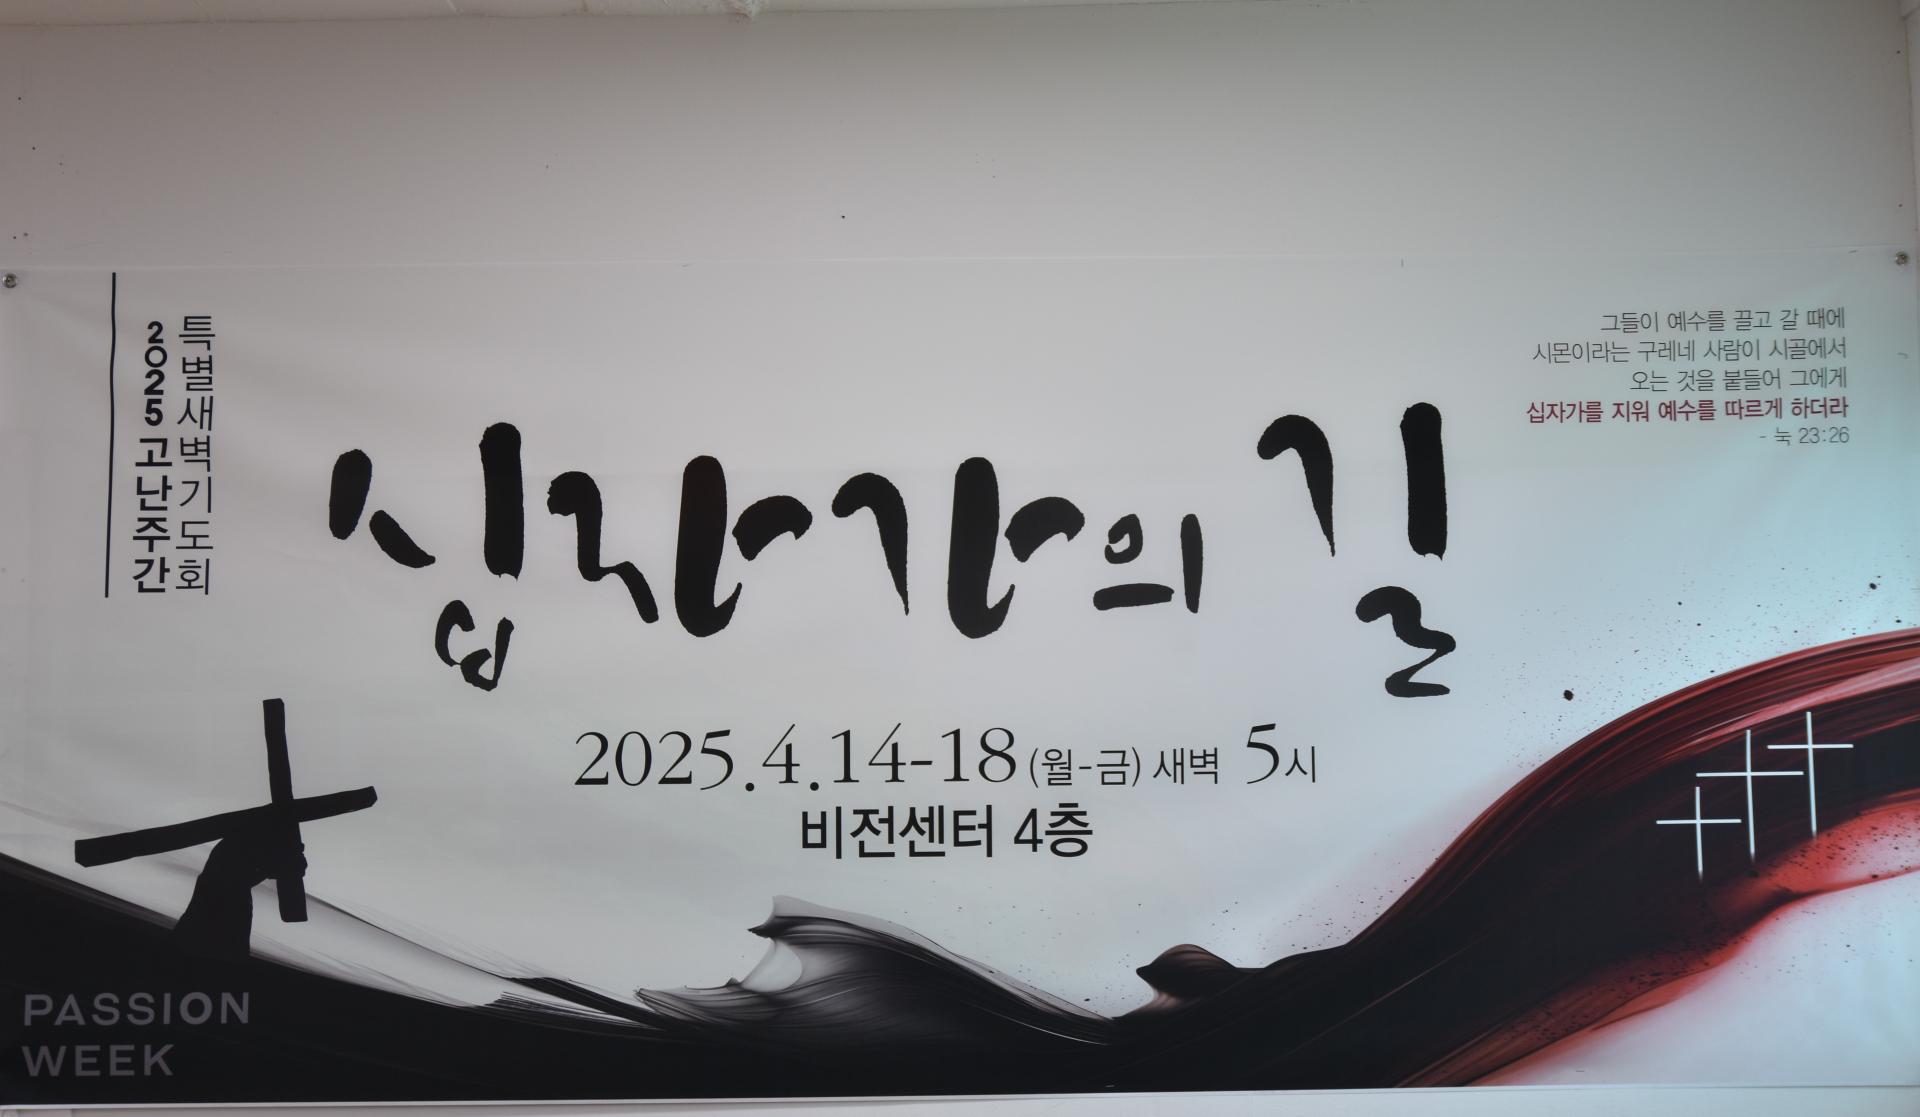 2025 고난주간
특별새벽기도회
십자가의 길
2025.4.14-18 (월-금) 새벽 5시
비전센터 4층
그들이 예수를 끌고 갈 때에
시몬이라는 구레네 사람이 시골에서
오는 것을 붙들어 그에게
십자가를 지워 예수를 따르게 하더라
- 눅 23:26
PASSION
WEEK